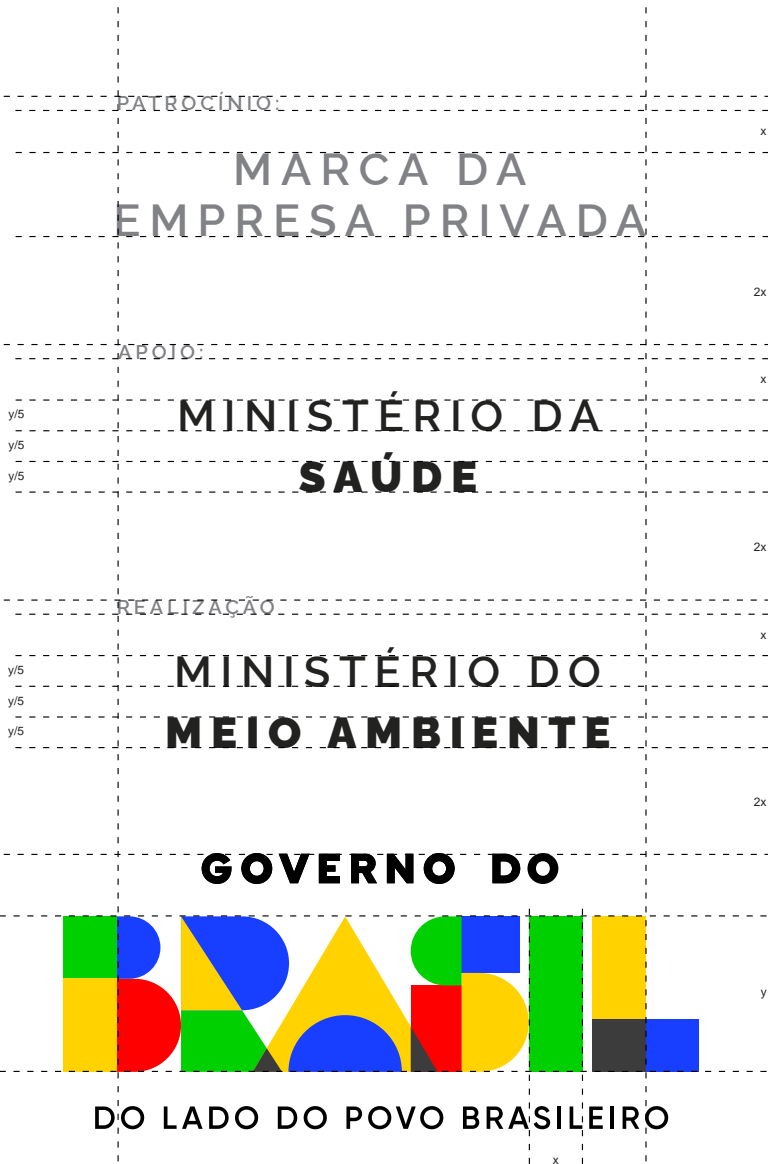 PATROCÍNIO:
x
MARCA DA
EMPRESA PRIVADA
2x
APOIO:
x
y/5
MINISTÉRIO DA
y/5
y/5
SAÚDE
2x
REALIZAÇÃO
x
y/5
MINISTÉRIO DO
y/5
y/5
MEIO AMBIENTE
2x
GOVERNO DO
BRASIL
y
DO LADO DO POVO BRASILEIRO
x